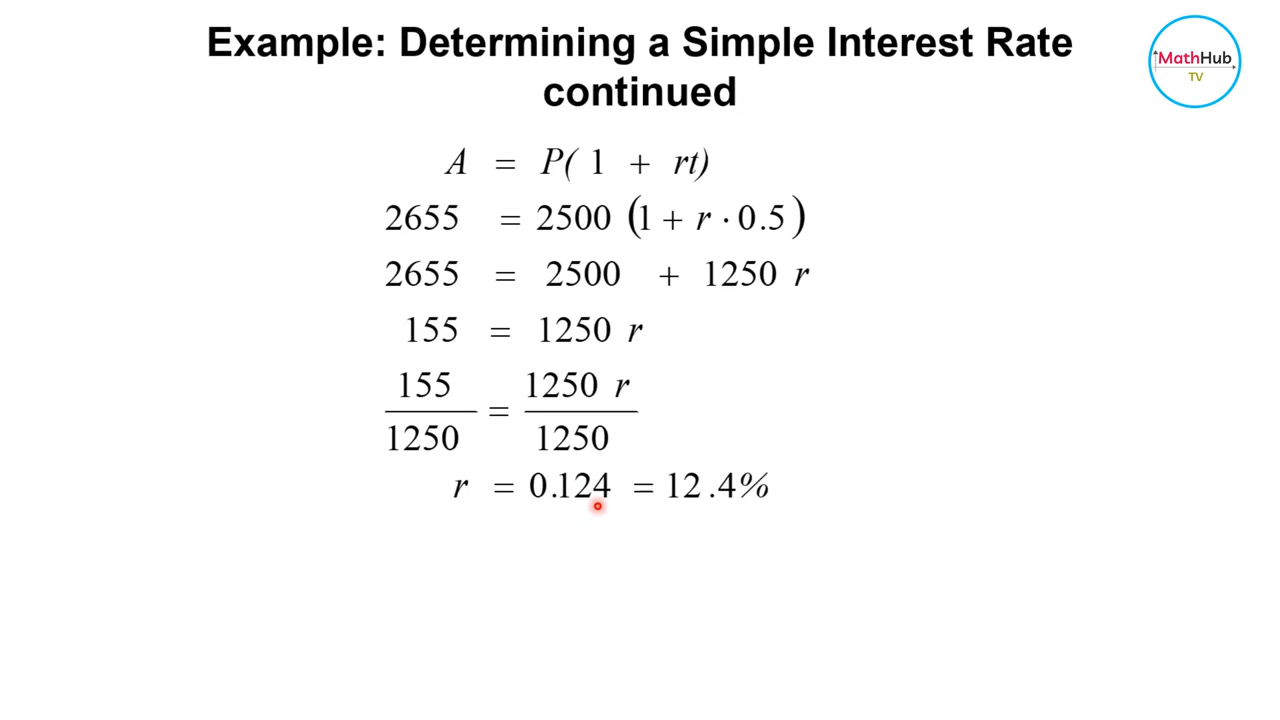 Example: Determining a Simple Interest Rate
continued
MathHub
TV
A = P( 1 + rt)
2655 = 2500 (1 + r · 0.5)
2655 = 2500 + 1250 r
155 = 1250 r
155 1250 r
=
1250 1250
r = 0.124 = 12.4%